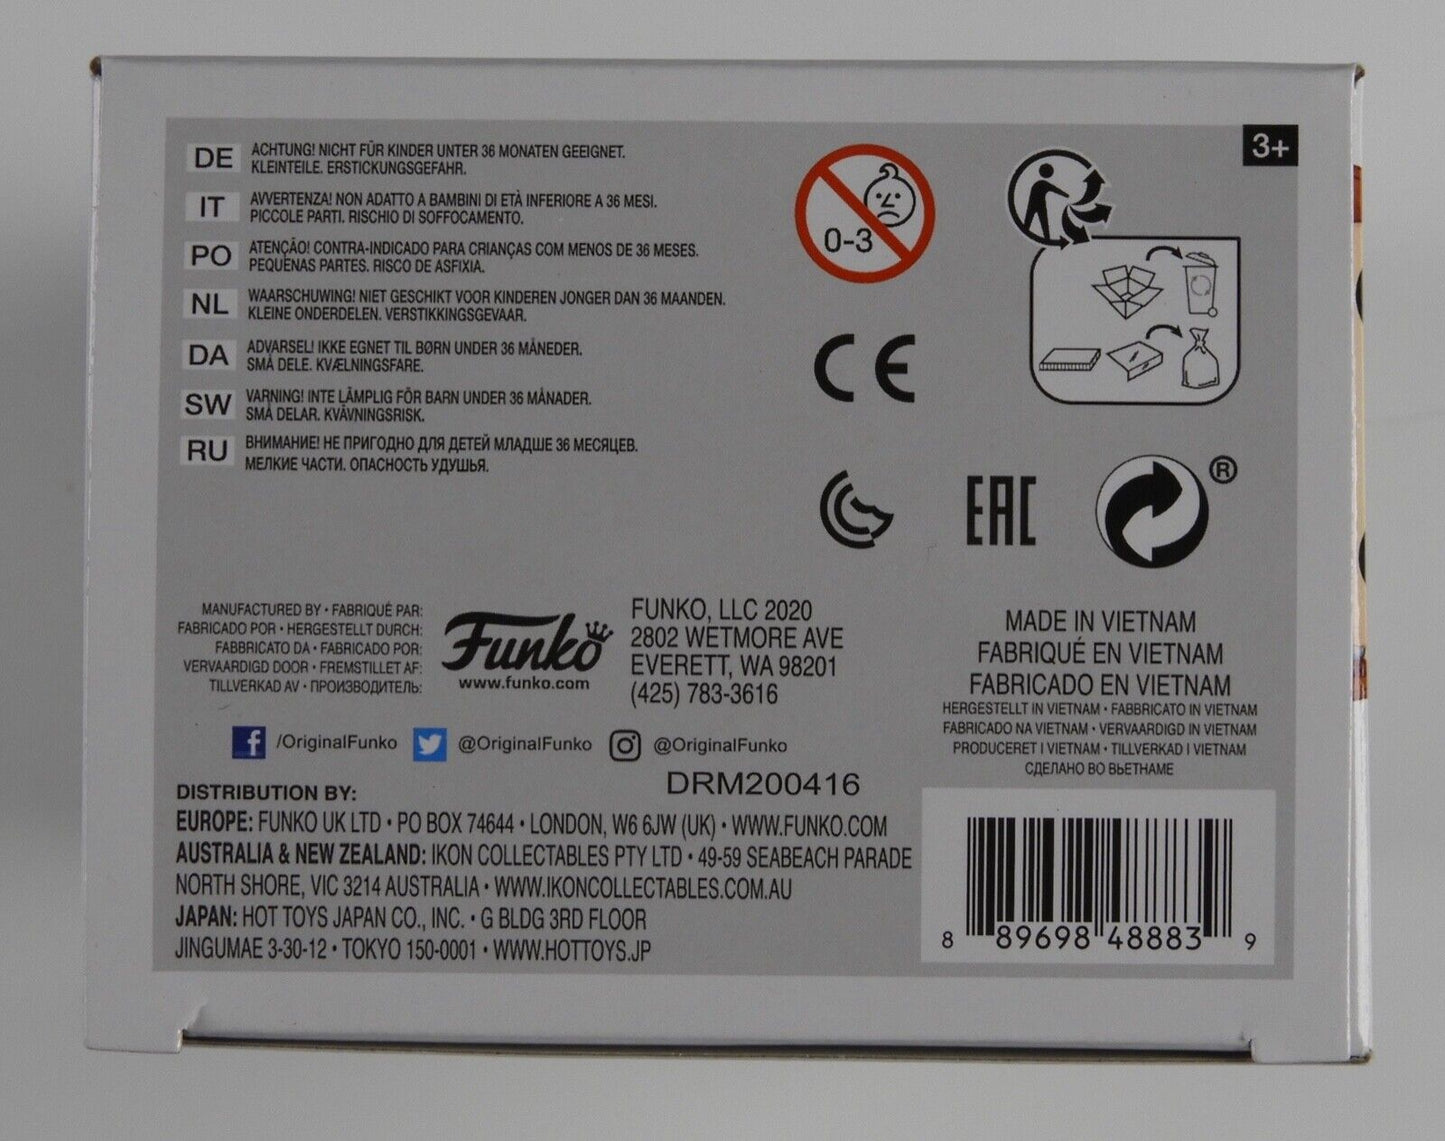 3+
DE
ACHTUNG! NICHT FÜR KINDER UNTER 36 MONATEN GEEIGNET.
KLEINTEILE. ERSTICKUNGSGEFAHR.
IT
AVVERTENZA! NON ADATTO A BAMBINI DI ETÀ INFERIORE A 36 MESI.
PICCOLE PARTI. RISCHIO DI SOFFOCAMENTO.
PO
ATENÇÃO! CONTRA-INDICADO PARA CRIANÇAS COM MENOS DE 36 MESES.
PEQUENAS PARTES. RISCO DE ASFIXIA.
NL
WAARSCHUWING! NIET GESCHIKT VOOR KINDEREN JONGER DAN 36 MAANDEN.
KLEINE ONDERDELEN. VERSTIKKINGSGEVAAR.
DA
ADVARSEL! IKKE EGNET TIL BØRN UNDER 36 MÅNEDER.
SMÅ DELE. KVÆLNINGSFARE.
SW
VARNING! INTE LÄMPLIG FÖR BARN UNDER 36 MÅNADER.
SMÅ DELAR. KVÄVNINGSRISK.
RU
ВНИМАНИЕ! НЕ ПРИГОДНО ДЛЯ ДЕТЕЙ МЛАДШЕ 36 МЕСЯЦЕВ.
МЕЛКИЕ ЧАСТИ. ОПАСНОСТЬ УДУШЬЯ.
0-3
CE
EAC
®
MANUFACTURED BY • FABRIQUÉ PAR:
FABRICADO POR • HERGESTELLT DURCH:
FABBRICATO DA • FABRICADO POR:
VERVAARDIGD DOOR • FREMSTILLET AF:
TILLVERKAD AV • ПРОИЗВОДИТЕЛЬ:
Funko
www.funko.com
FUNKO, LLC 2020
2802 WETMORE AVE
EVERETT, WA 98201
(425) 783-3616
MADE IN VIETNAM
FABRIQUÉ EN VIETNAM
FABRICADO EN VIETNAM
HERGESTELLT IN VIETNAM • FABBRICATO IN VIETNAM
FABRICADO NA VIETNAM • VERVAARDIGD IN VIETNAM
PRODUCERET I VIETNAM • TILLVERKAD I VIETNAM
СДЕЛАНО ВО ВЬЕТНАМЕ
f /OriginalFunko @OriginalFunko @OriginalFunko
DRM200416
DISTRIBUTION BY:
EUROPE: FUNKO UK LTD • PO BOX 74644 • LONDON, W6 6JW (UK) • WWW.FUNKO.COM
AUSTRALIA & NEW ZEALAND: IKON COLLECTABLES PTY LTD • 49-59 SEABEACH PARADE
NORTH SHORE, VIC 3214 AUSTRALIA • WWW.IKONCOLLECTABLES.COM.AU
JAPAN: HOT TOYS JAPAN CO., INC. • G BLDG 3RD FLOOR
JINGUMAE 3-30-12 • TOKYO 150-0001 • WWW.HOTTOYS.JP
8 89698 48883 9